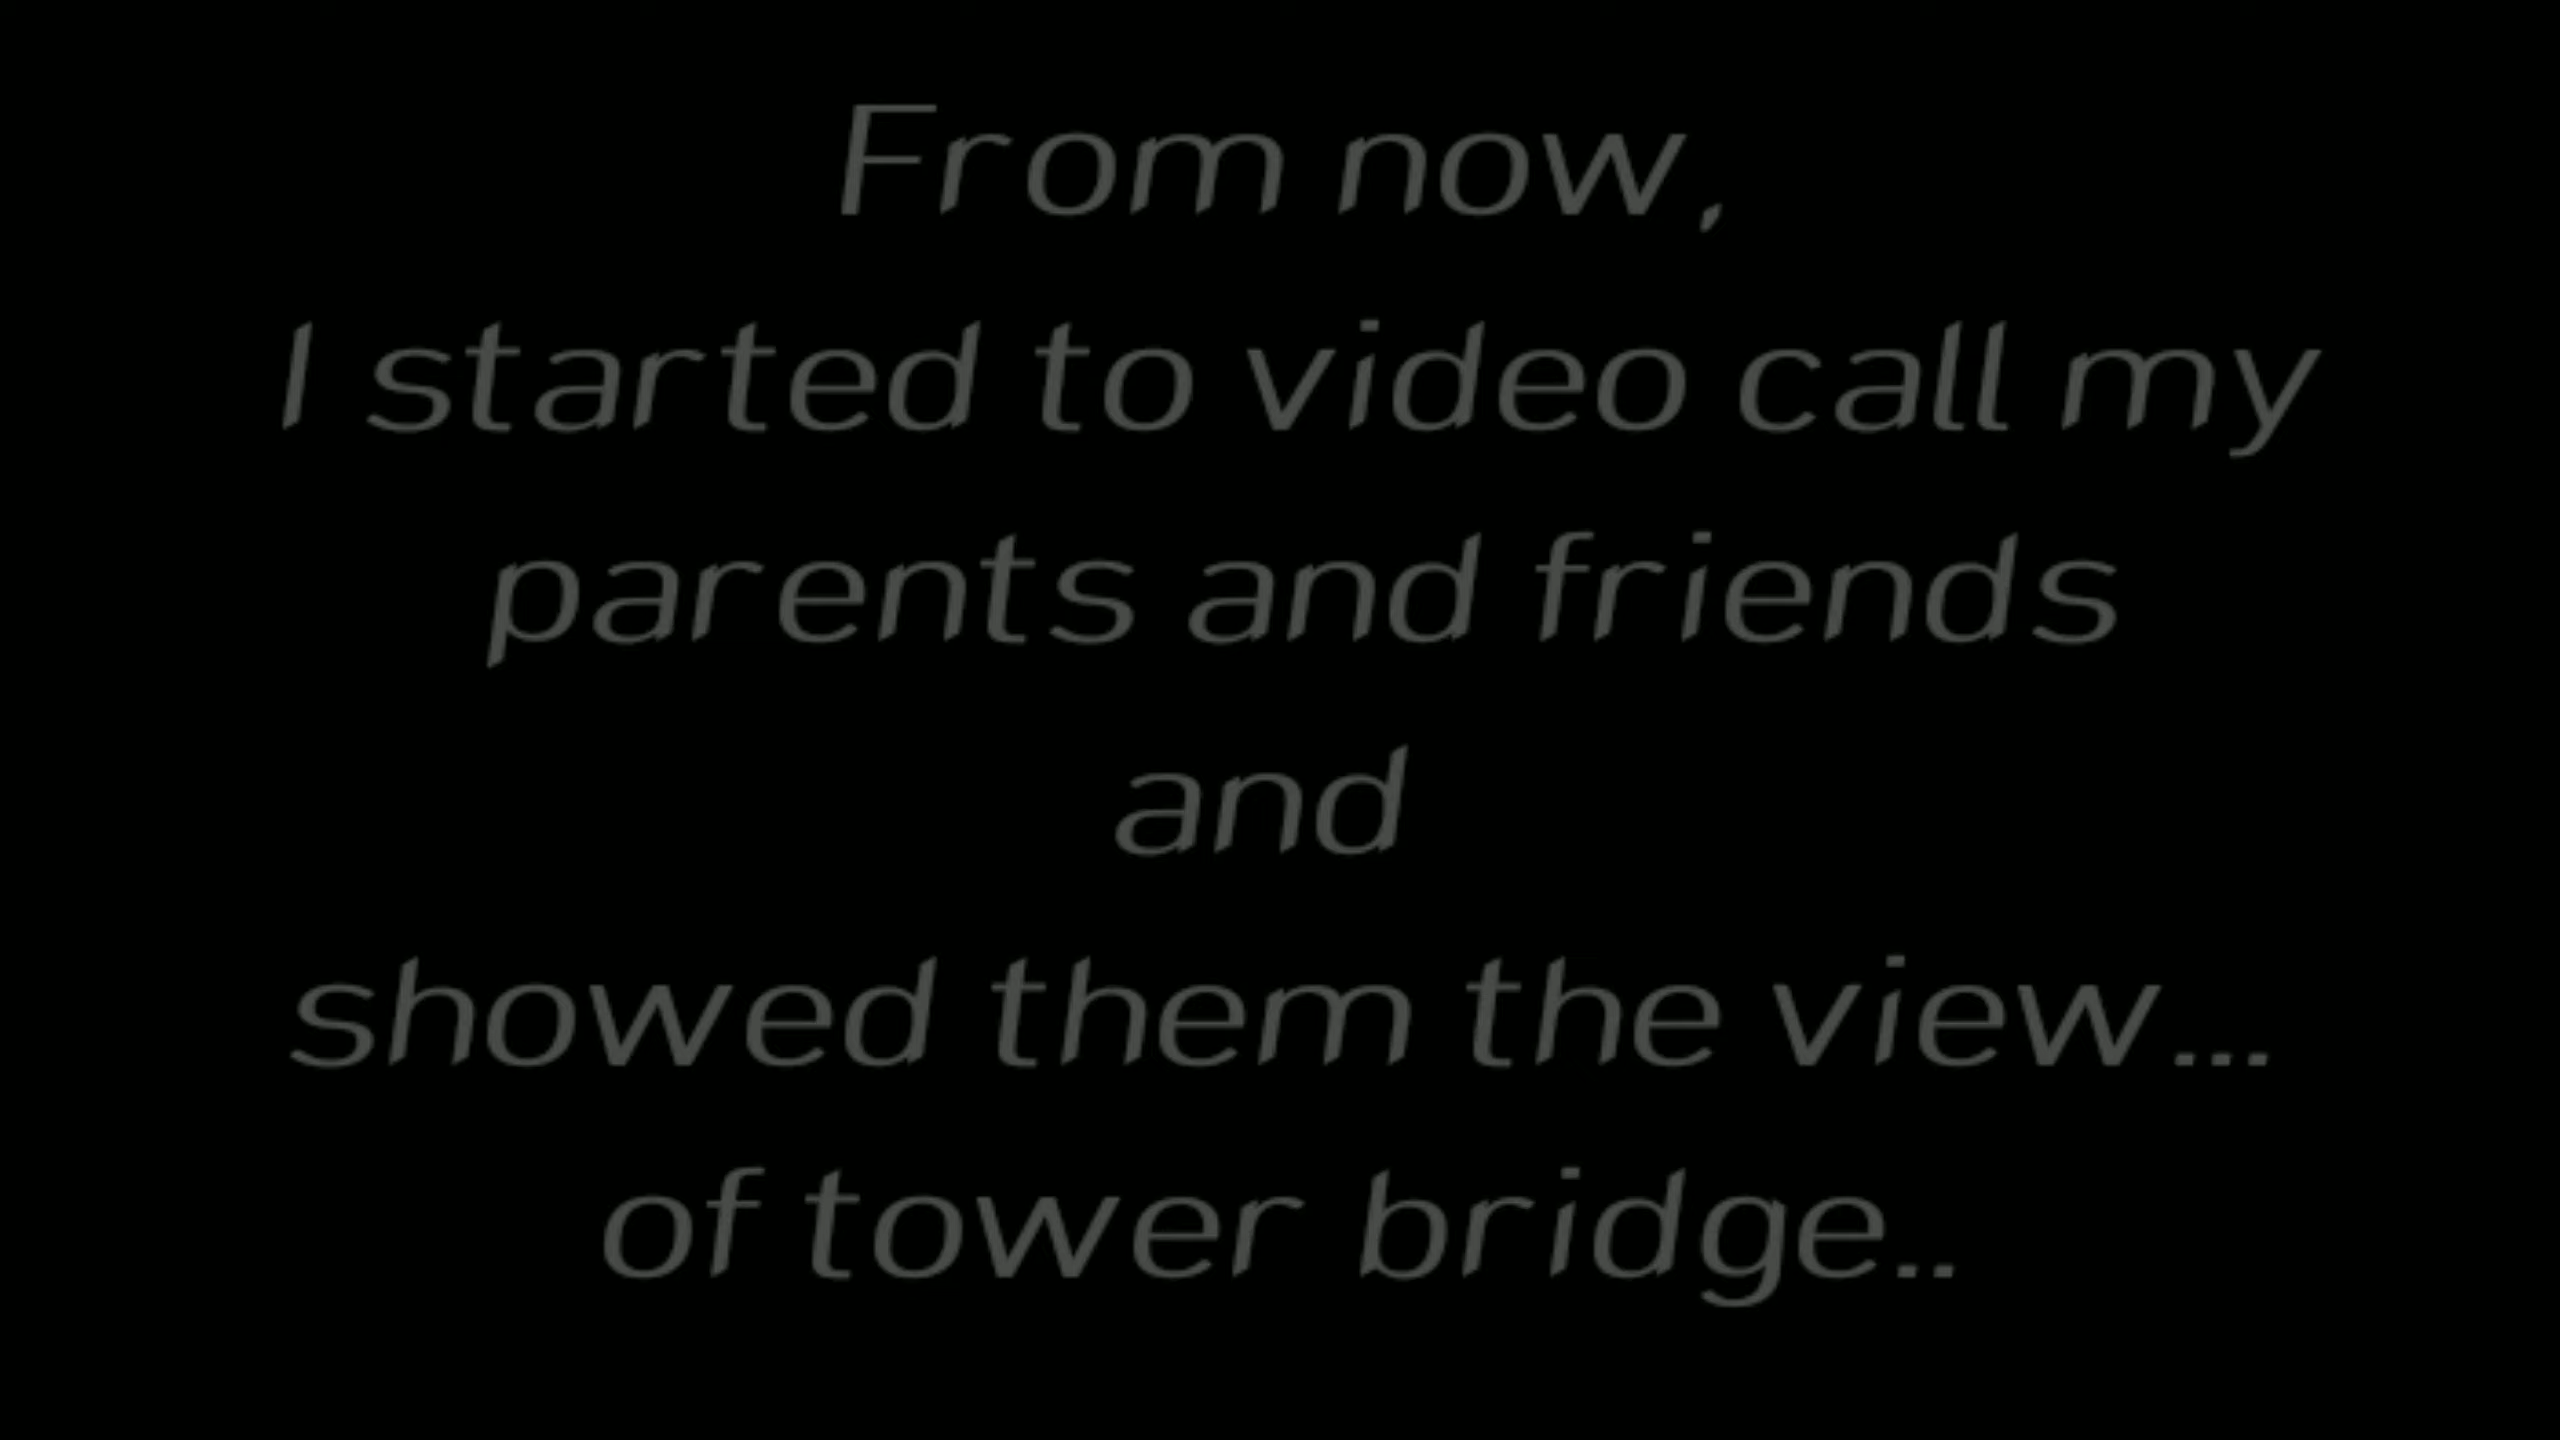 From now,
I started to video call my
parents and friends
and
showed them the view...
of tower bridge..